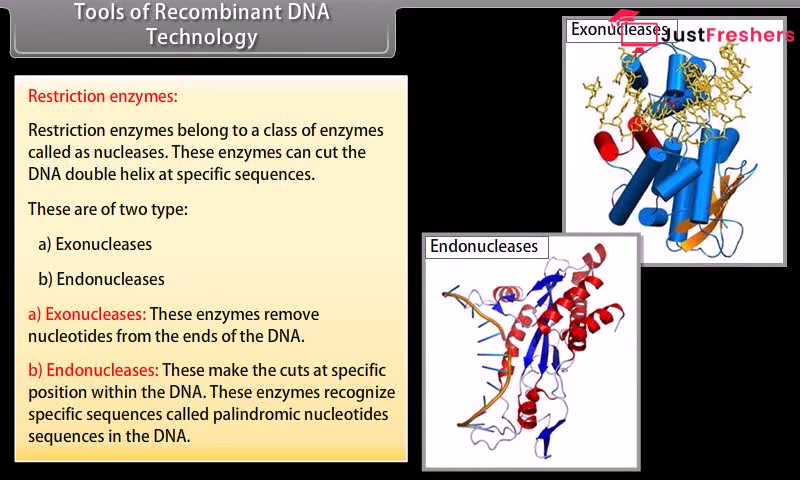 Tools of Recombinant DNA
Technology
Exonucleases
JustFreshers
Restriction enzymes:
Restriction enzymes belong to a class of enzymes
called as nucleases. These enzymes can cut the
DNA double helix at specific sequences.
These are of two type:
a) Exonucleases
b) Endonucleases
a) Exonucleases: These enzymes remove
nucleotides from the ends of the DNA.
b) Endonucleases: These make the cuts at specific
position within the DNA. These enzymes recognize
specific sequences called palindromic nucleotides
sequences in the DNA.
Endonucleases